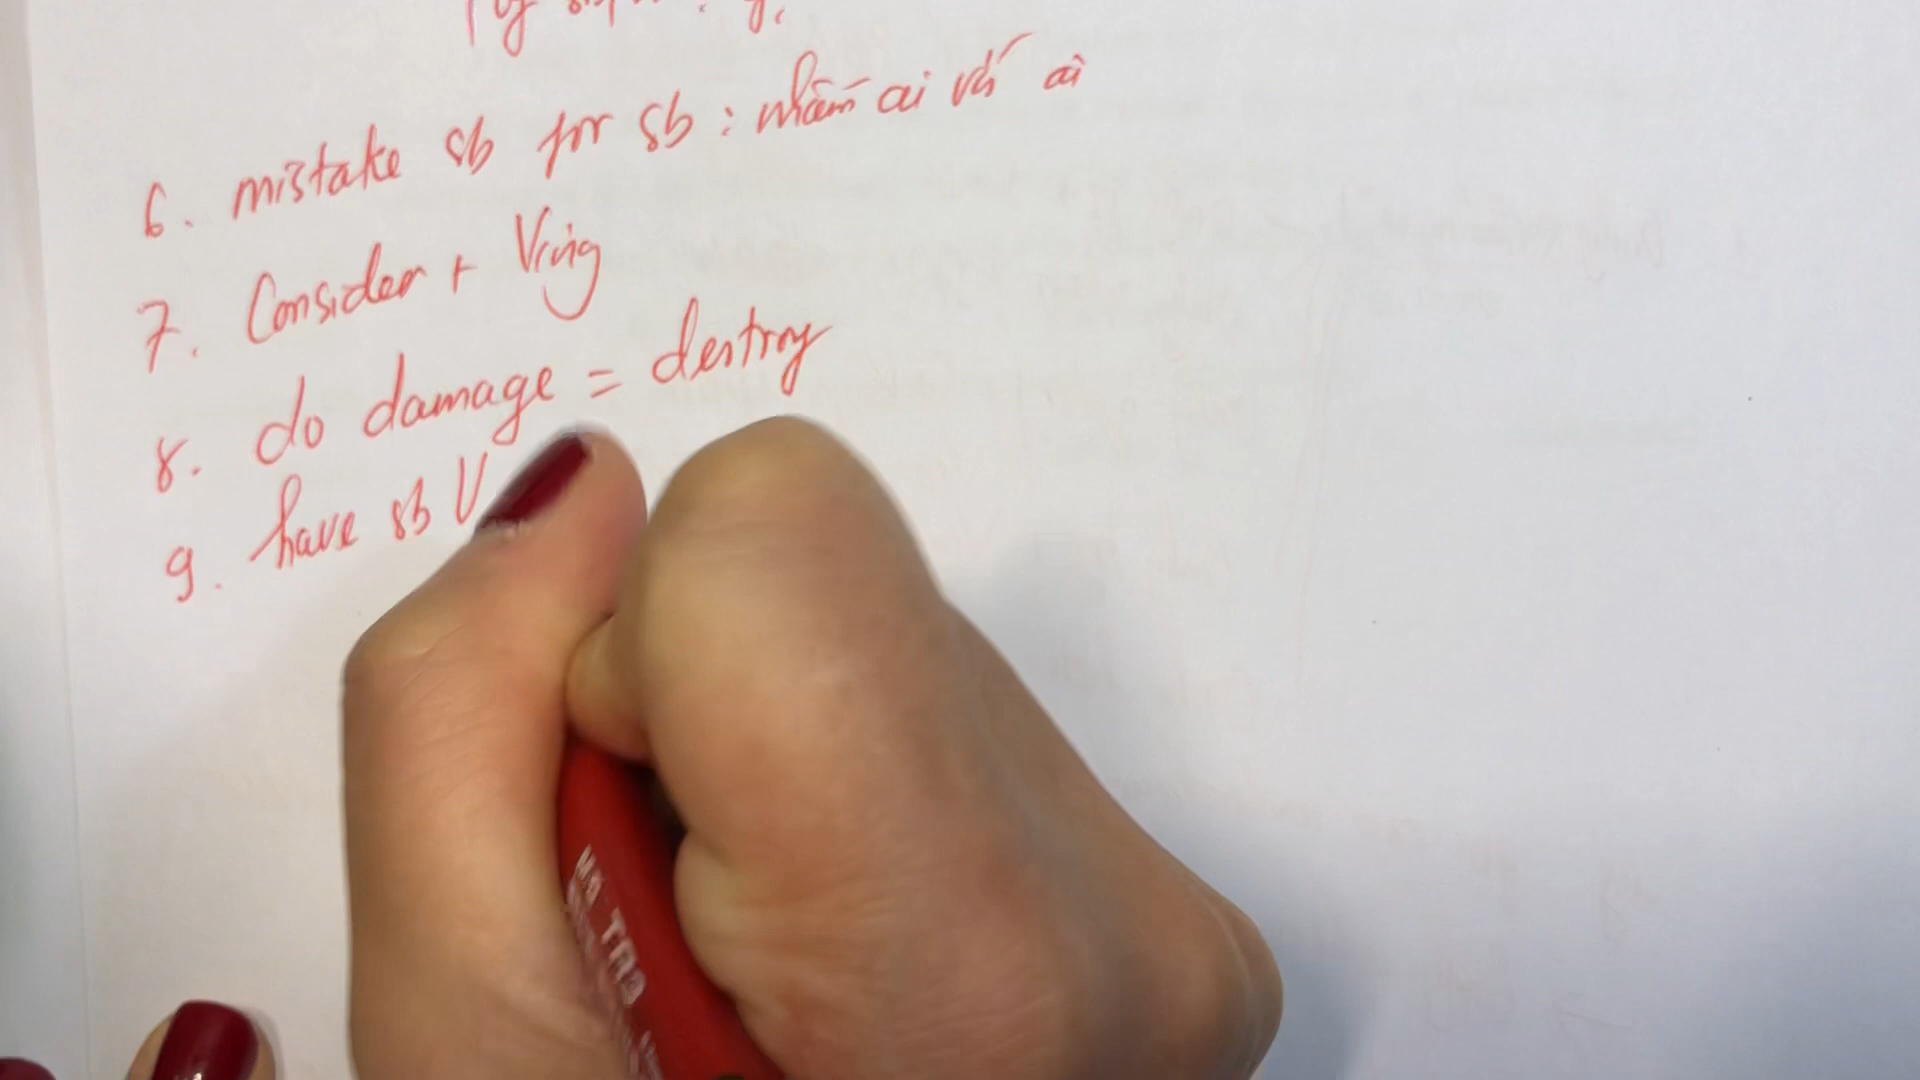 6. mistake sb for sb : nhầm ai với ai
7. Consider + Ving
8. do damage = destroy
9. have sb V